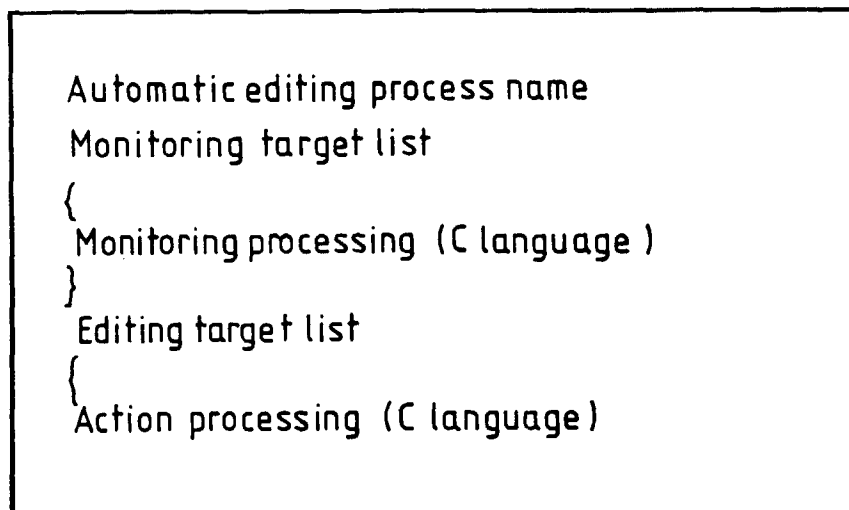 Automatic editing process name
Monitoring target list
{
Monitoring processing (C language)
}
Editing target list
{
Action processing (C language)